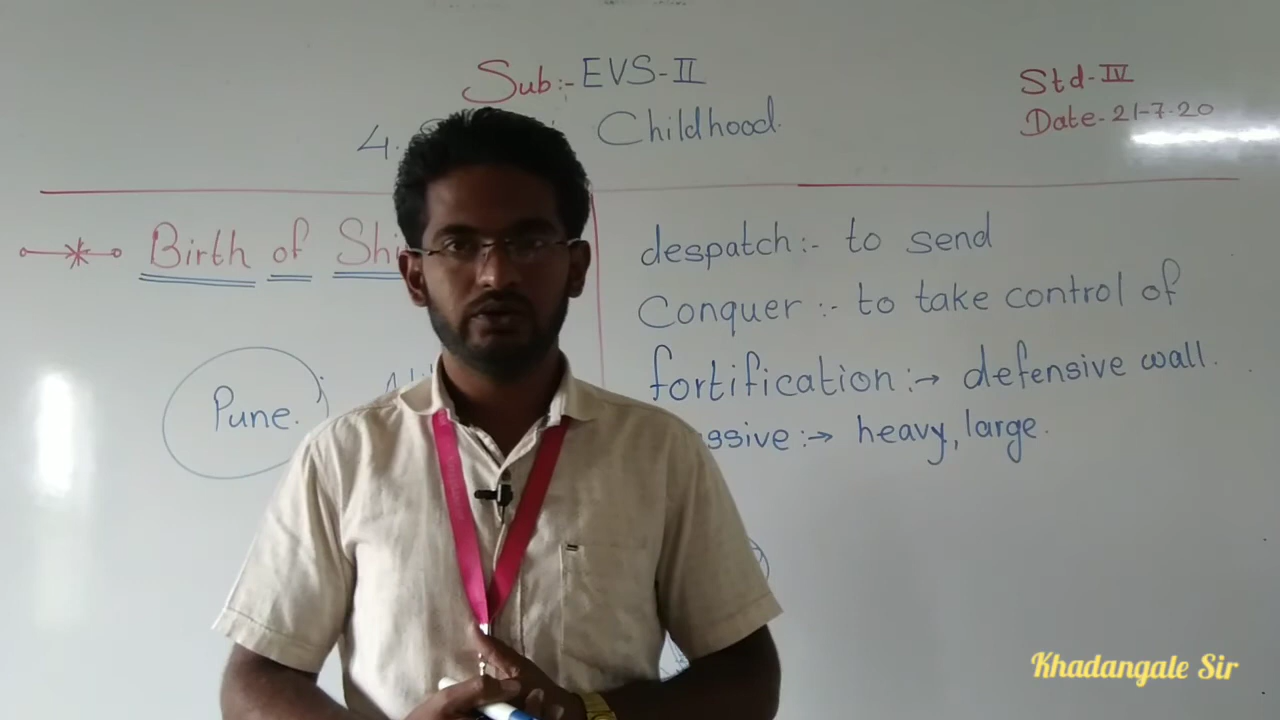 Sub:- EVS-II
Std-IV
4. Childhood.
Date-21-7-20
Birth of
despatch:- to send
Conquer :- to take control of
fortification:→ defensive wall.
Pune.
heavy, large.
Khadangale Sir